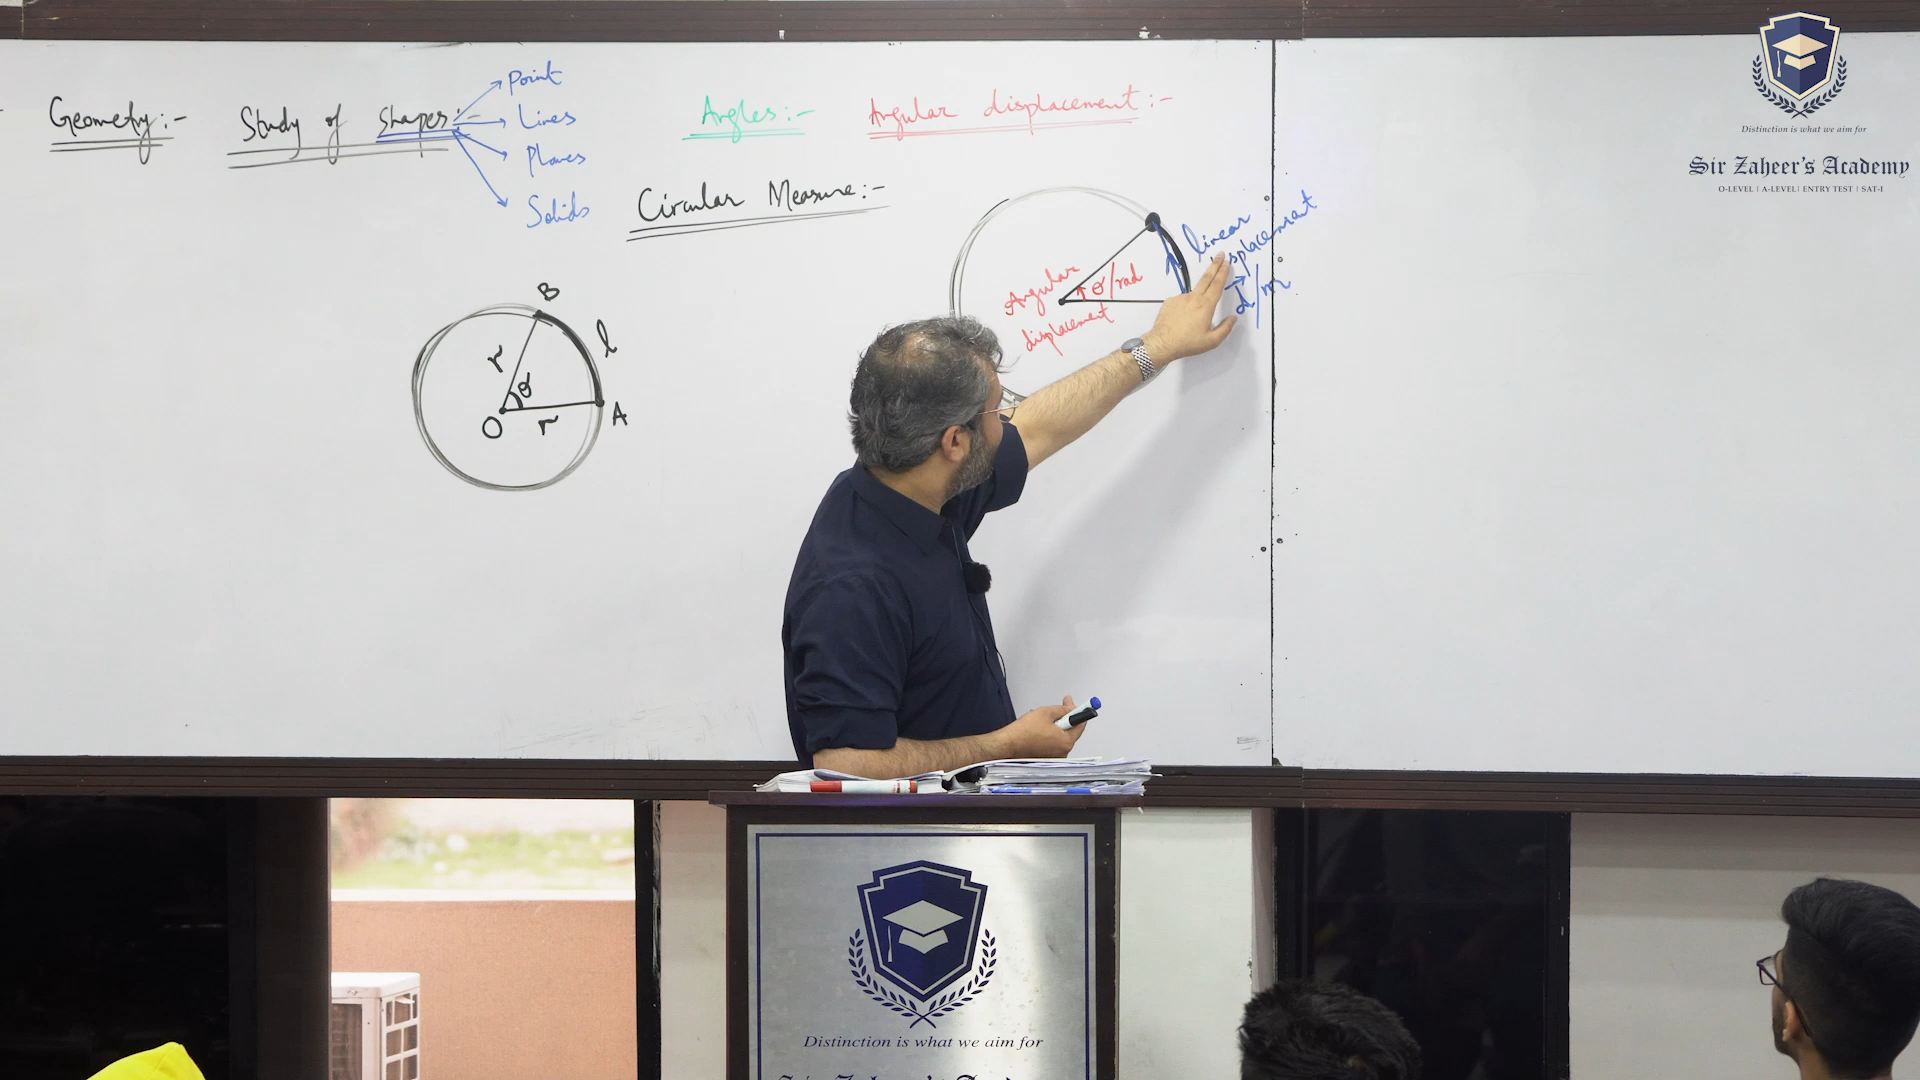 Geometry:-
Study of shapes:-
Point
Lines
Planes
Solids
Angles:-
Angular displacement:-
Circular Measure:-
B
l
r
θ
O
r
A
Angular
displacement
θ/rad
linear
displacement
d/m
Distinction is what we aim for
Sir Zaheer's Academy
O-LEVEL | A-LEVEL | ENTRY TEST | SAT-I
Distinction is what we aim for